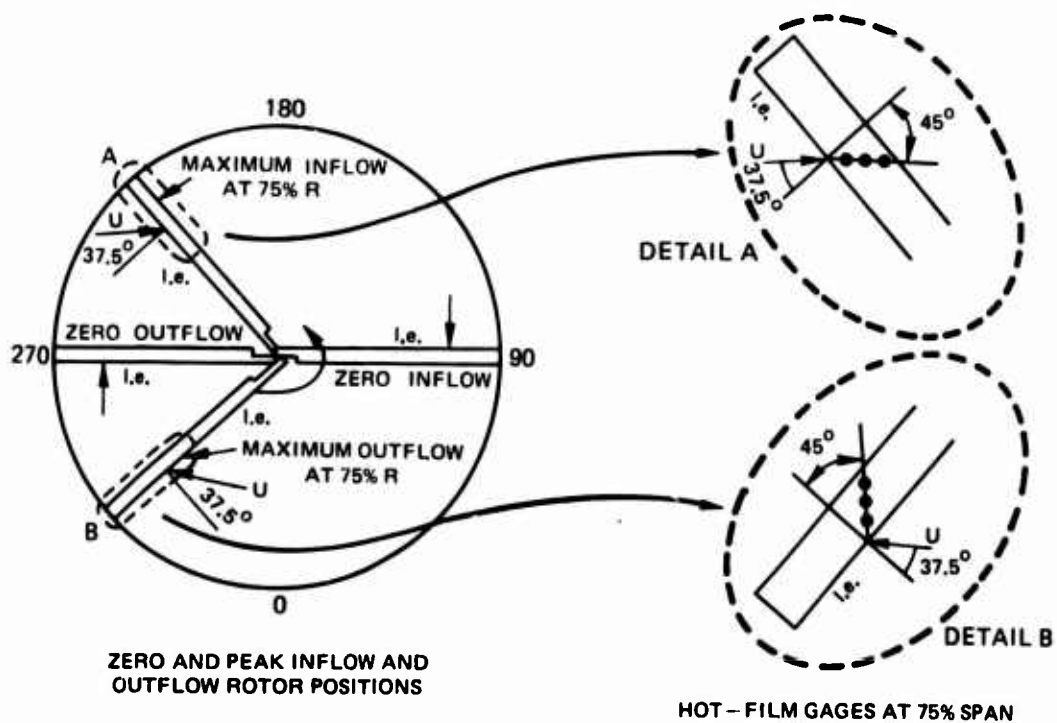 180
A
MAXIMUM INFLOW
AT 75% R
U
37.5°
l.e.
ZERO OUTFLOW
270
l.e.
l.e.
90
ZERO INFLOW
l.e.
MAXIMUM OUTFLOW
AT 75% R
U
37.5°
B
0
ZERO AND PEAK INFLOW AND
OUTFLOW ROTOR POSITIONS
l.e.
45°
U
37.5°
DETAIL A
45°
U
37.5°
l.e.
DETAIL B
HOT-FILM GAGES AT 75% SPAN